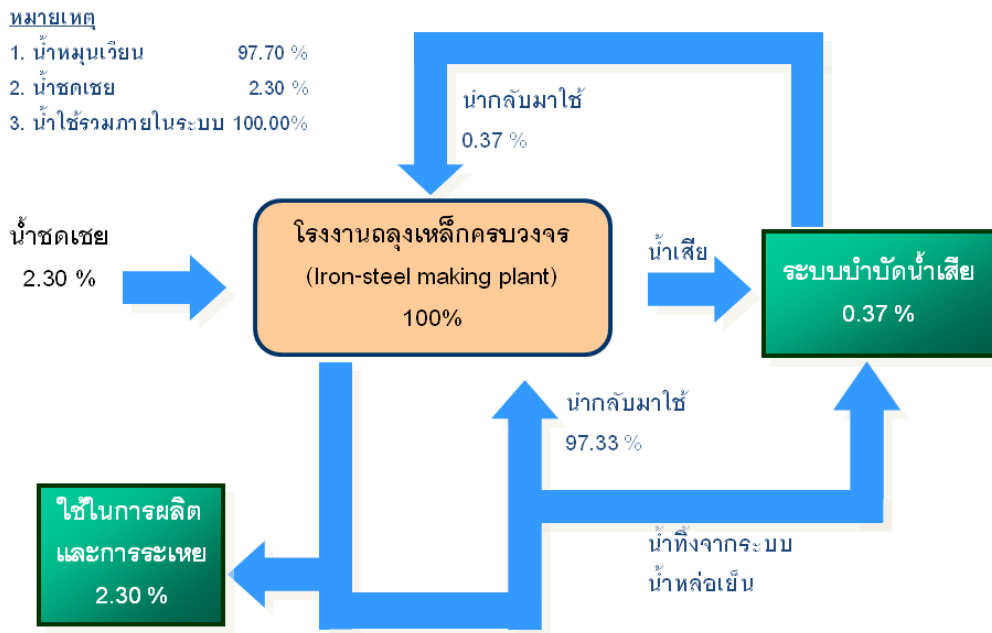 หมายเหตุ
1. น้ำหมุนเวียน 97.70 %
2. น้ำชดเชย 2.30 %
3. น้ำใช้รวมภายในระบบ 100.00%
นำกลับมาใช้
0.37 %
น้ำชดเชย
2.30 %
โรงงานถลุงเหล็กครบวงจร
(Iron-steel making plant)
100%
น้ำเสีย
ระบบบำบัดน้ำเสีย
0.37 %
นำกลับมาใช้
97.33 %
ใช้ในการผลิต
และการระเหย
2.30 %
น้ำทิ้งจากระบบ
น้ำหล่อเย็น